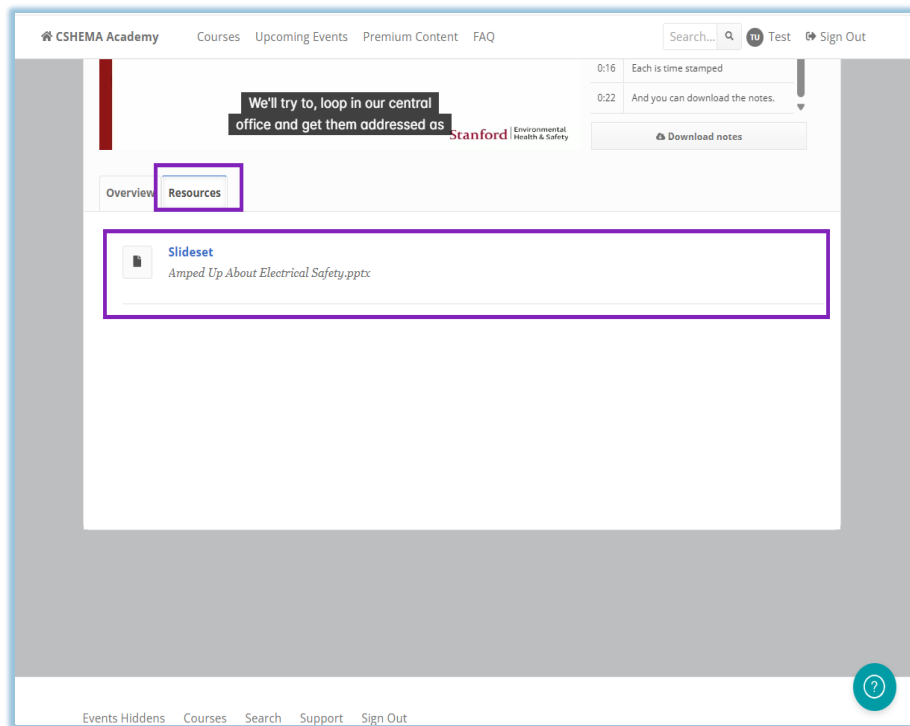 CSHEMA Academy Courses Upcoming Events Premium Content FAQ Search... TU Test Sign Out
0:16 Each is time stamped
0:22 And you can download the notes.
We'll try to, loop in our central
office and get them addressed as
Stanford Environmental
Health & Safety
Download notes
Overview Resources
Slideset
Amped Up About Electrical Safety.pptx
?
Events Hiddens Courses Search Support Sign Out